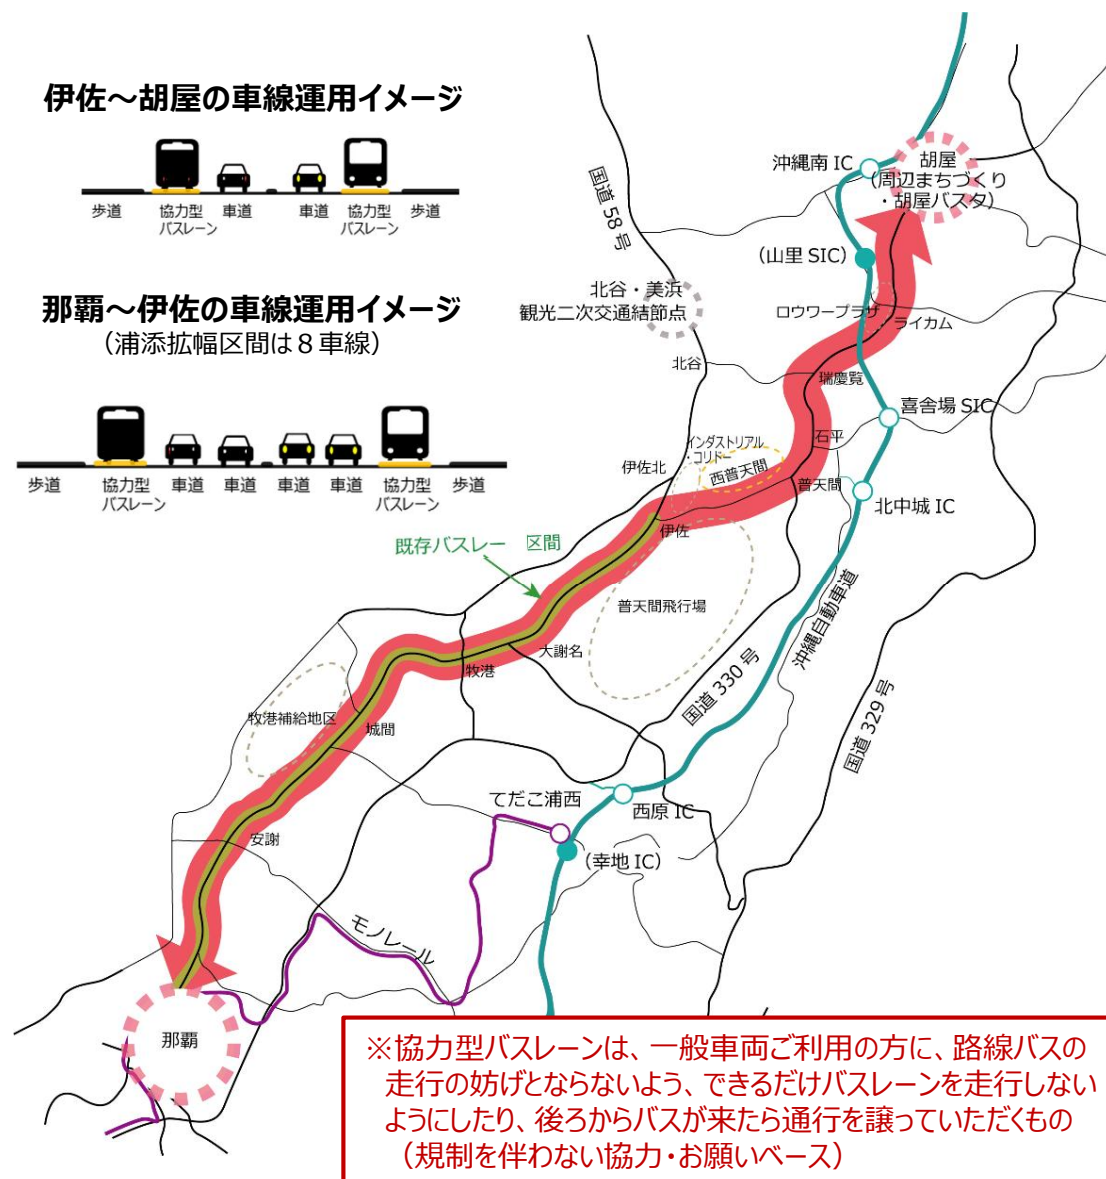 伊佐～胡屋の車線運用イメージ
歩道
協力型
バスレーン
車道
車道
協力型
バスレーン
歩道
那覇～伊佐の車線運用イメージ
（浦添拡幅区間は８車線）
歩道
協力型
バスレーン
車道
車道
車道
車道
協力型
バスレーン
歩道
国道 58 号
沖縄南 IC
胡屋
（周辺まちづくり
・胡屋バスタ）
（山里 SIC）
北谷・美浜
観光二次交通結節点
ロウワープラザ
ライカム
北谷
瑞慶覧
喜舎場 SIC
石平
インダストリアル
・コリドー
西普天間
伊佐北
普天間
北中城 IC
伊佐
既存バスレー　区間
普天間飛行場
沖縄自動車道
大謝名
牧港
国道 330 号
国道 329 号
牧港補給地区
城間
てだこ浦西
西原 IC
安謝
（幸地 IC）
モノレール
那覇
※協力型バスレーンは、一般車両ご利用の方に、路線バスの
走行の妨げとならないよう、できるだけバスレーンを走行しない
ようにしたり、後ろからバスが来たら通行を譲っていただくもの
（規制を伴わない協力・お願いベース）